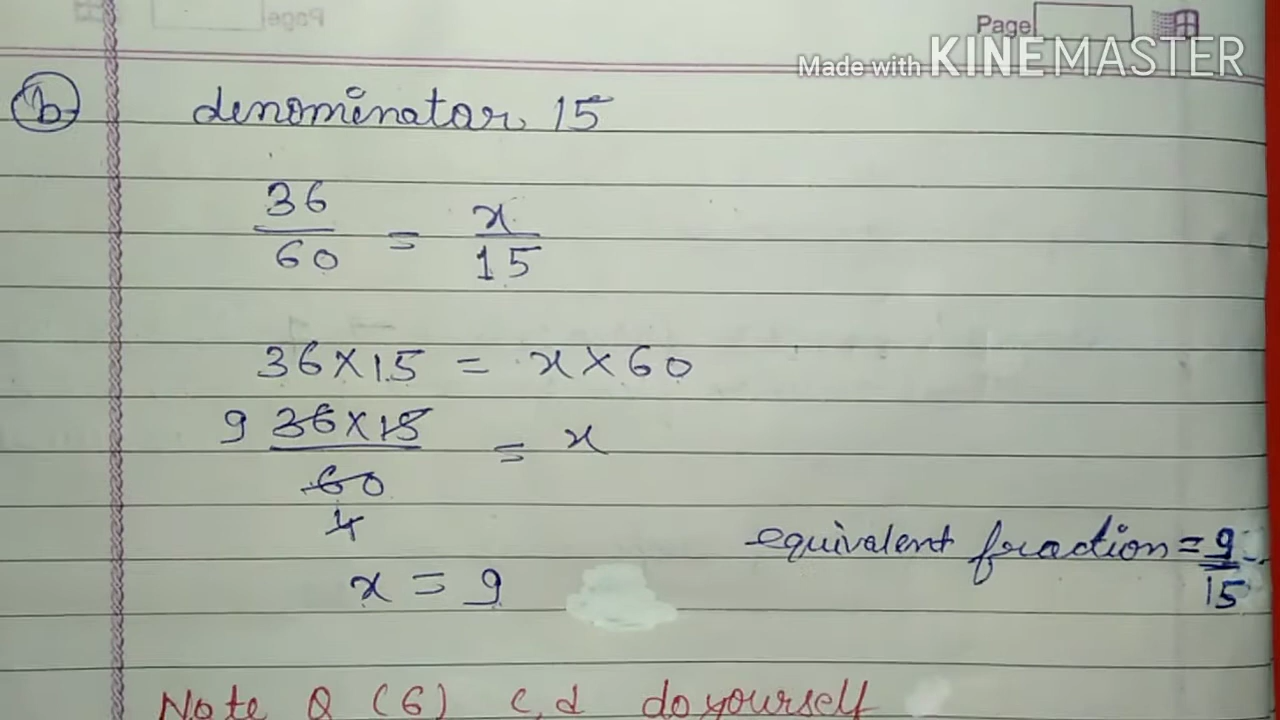 Page
Made with KINEMASTER
b denominator 15
36/60 = x/15
36×15 = x×60
9 36×15/60 = x
4
x = 9
equivalent fraction = 9/15
Note Q (6) c,d do yourself